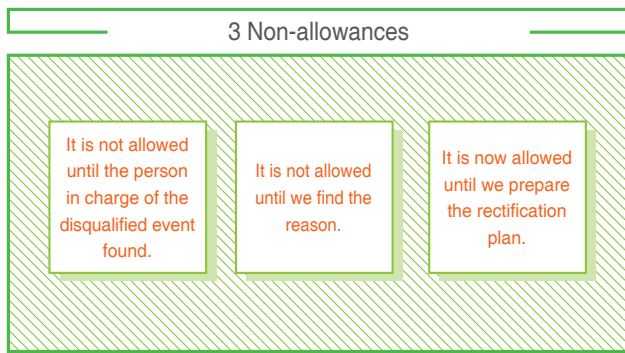 3 Non-allowances
It is not allowed
until the person
in charge of the
disqualified event
found.
It is not allowed
until we find the
reason.
It is now allowed
until we prepare
the rectification
plan.